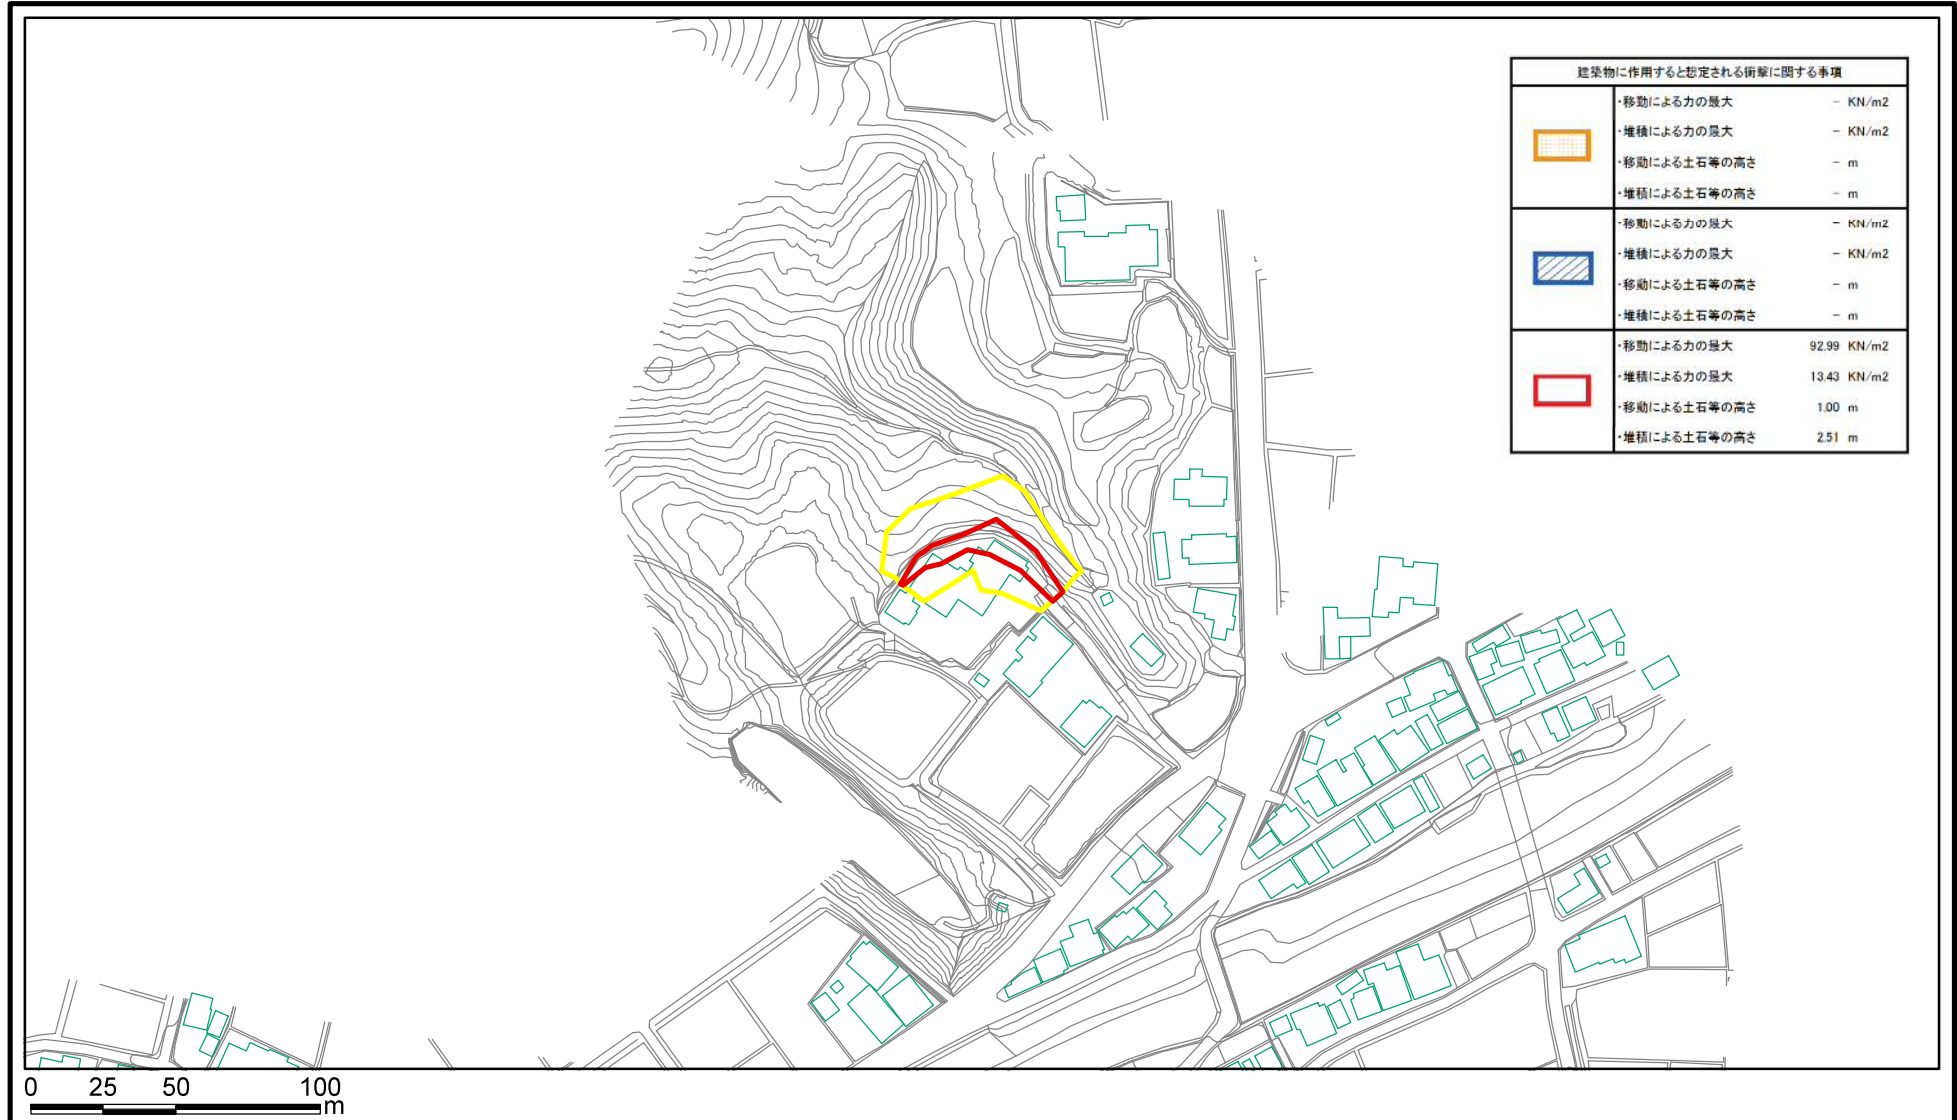 建築物に作用すると想定される衝撃に関する事項
・移動による力の最大 － KN/m2
・堆積による力の最大 － KN/m2
・移動による土石等の高さ － m
・堆積による土石等の高さ － m
・移動による力の最大 － KN/m2
・堆積による力の最大 － KN/m2
・移動による土石等の高さ － m
・堆積による土石等の高さ － m
・移動による力の最大 92.99 KN/m2
・堆積による力の最大 13.43 KN/m2
・移動による土石等の高さ 1.00 m
・堆積による土石等の高さ 2.51 m
0 25 50 100
m